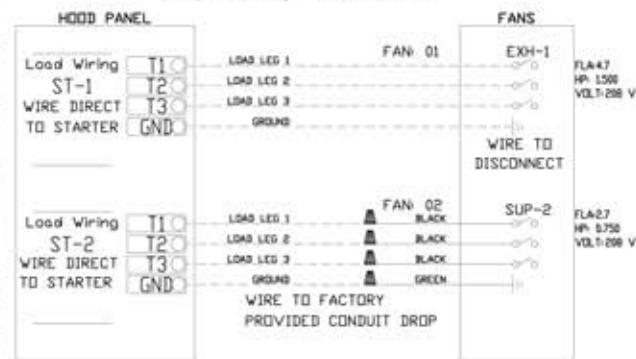 HOOD PANEL
FANS
Load Wiring
ST-1
WIRE DIRECT
TO STARTER
T1
T2
T3
GND
LOAD LEG 1
LOAD LEG 2
LOAD LEG 3
GROUND
FAN: 01
EXH-1
FLA:4.7
HP: 1.500
VOLT:208 V
WIRE TO
DISCONNECT
Load Wiring
ST-2
WIRE DIRECT
TO STARTER
T1
T2
T3
GND
LOAD LEG 1
LOAD LEG 2
LOAD LEG 3
GROUND
FAN: 02
BLACK
BLACK
BLACK
GREEN
SUP-2
FLA:2.7
HP: 0.750
VOLT:208 V
WIRE TO FACTORY
PROVIDED CONDUIT DROP